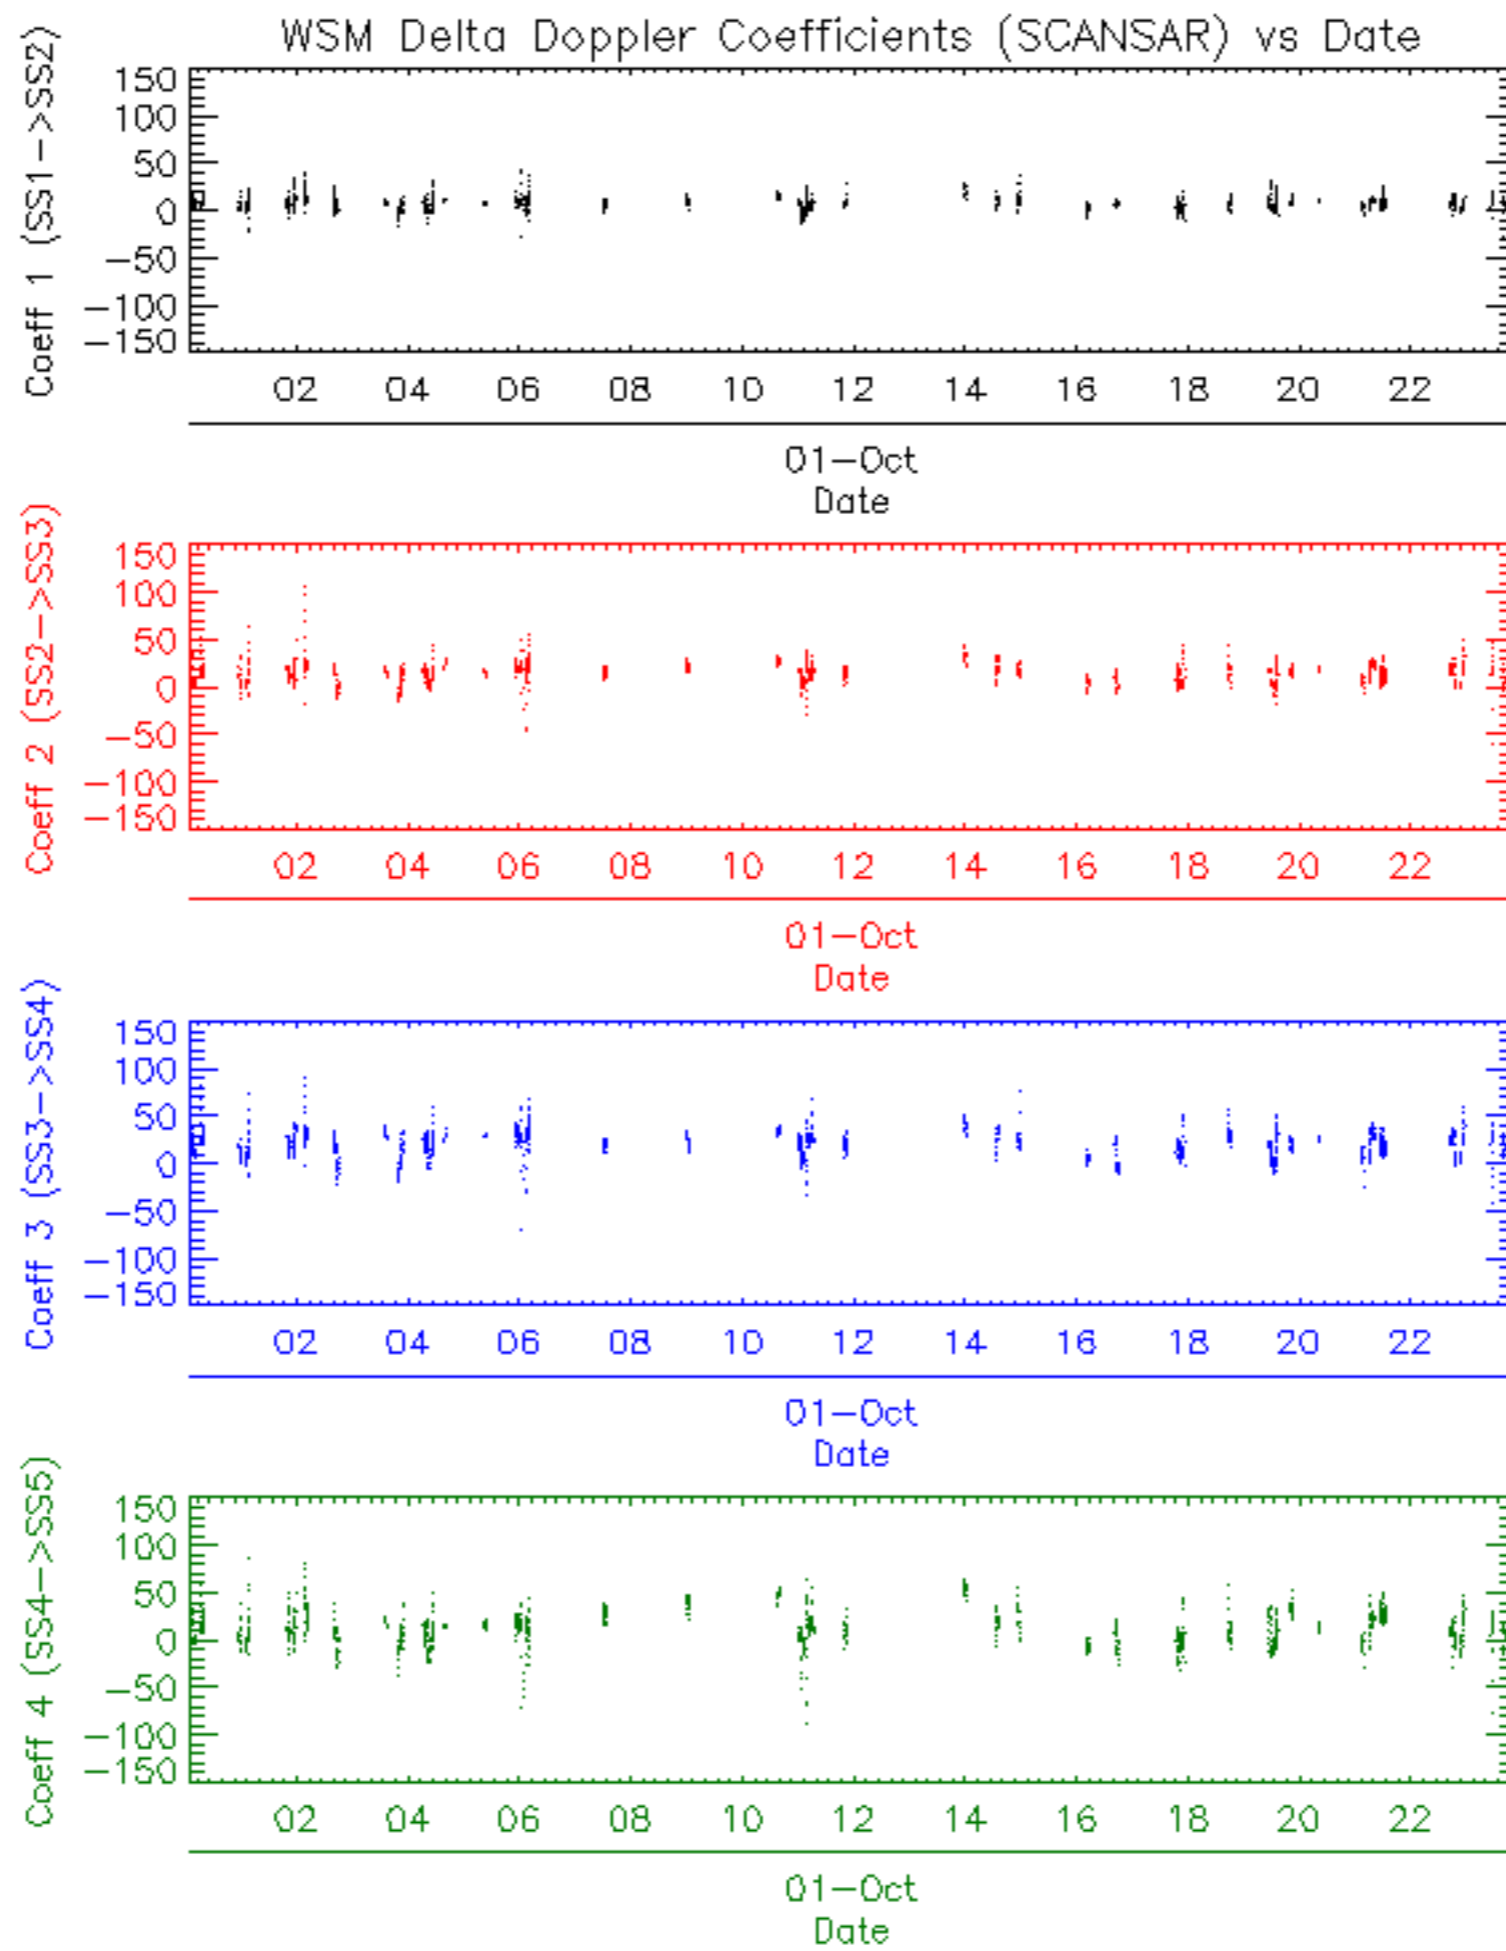 WSM Delta Doppler Coefficients (SCANSAR) vs Date
Coeff 1 (SS1->SS2)
150
100
50
0
-50
-100
-150
02 04 06 08 10 12 14 16 18 20 22
01-Oct
Date
Coeff 2 (SS2->SS3)
150
100
50
0
-50
-100
-150
02 04 06 08 10 12 14 16 18 20 22
01-Oct
Date
Coeff 3 (SS3->SS4)
150
100
50
0
-50
-100
-150
02 04 06 08 10 12 14 16 18 20 22
01-Oct
Date
Coeff 4 (SS4->SS5)
150
100
50
0
-50
-100
-150
02 04 06 08 10 12 14 16 18 20 22
01-Oct
Date